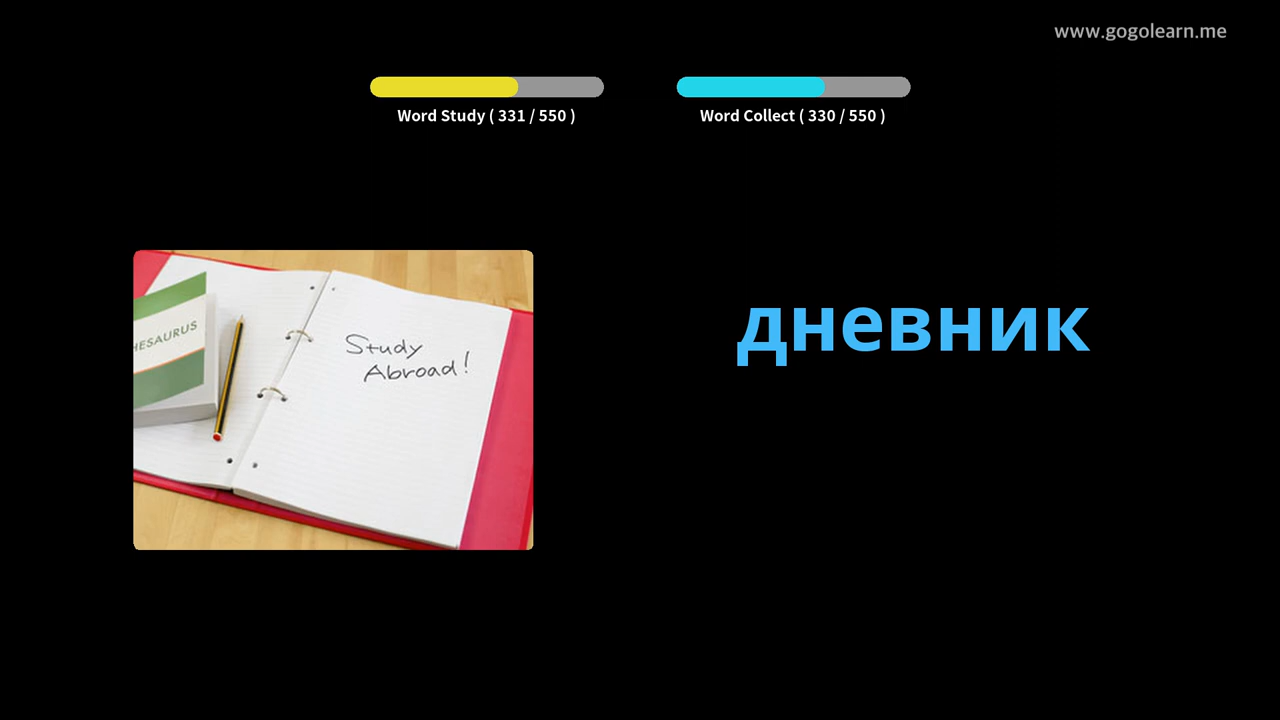 www.gogolearn.me
Word Study ( 331 / 550 )
Word Collect ( 330 / 550 )
HESAURUS
Study
Abroad!
дневник